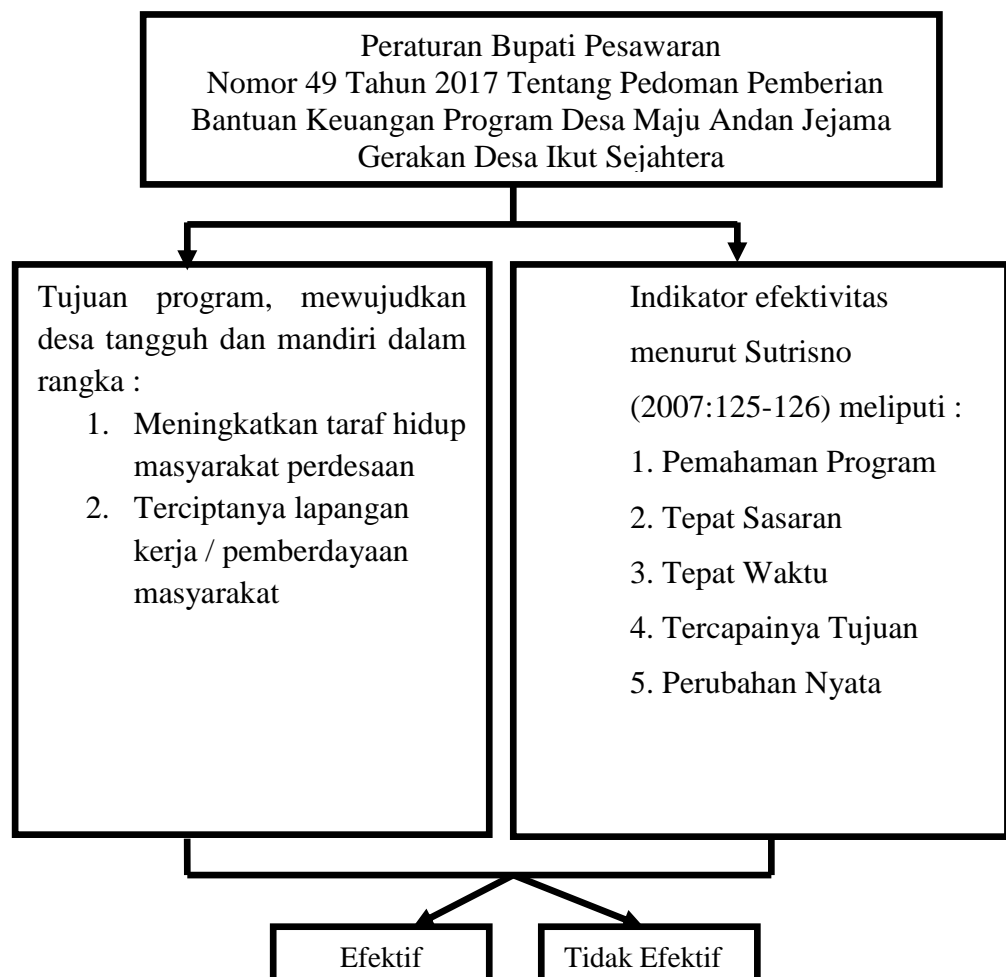 Peraturan Bupati Pesawaran
Nomor 49 Tahun 2017 Tentang Pedoman Pemberian
Bantuan Keuangan Program Desa Maju Andan Jejama
Gerakan Desa Ikut Sejahtera
Tujuan program, mewujudkan
desa tangguh dan mandiri dalam
rangka :
1. Meningkatkan taraf hidup
masyarakat perdesaan
2. Terciptanya lapangan
kerja / pemberdayaan
masyarakat
Indikator efektivitas
menurut Sutrisno
(2007:125-126) meliputi :
1. Pemahaman Program
2. Tepat Sasaran
3. Tepat Waktu
4. Tercapainya Tujuan
5. Perubahan Nyata
Efektif
Tidak Efektif